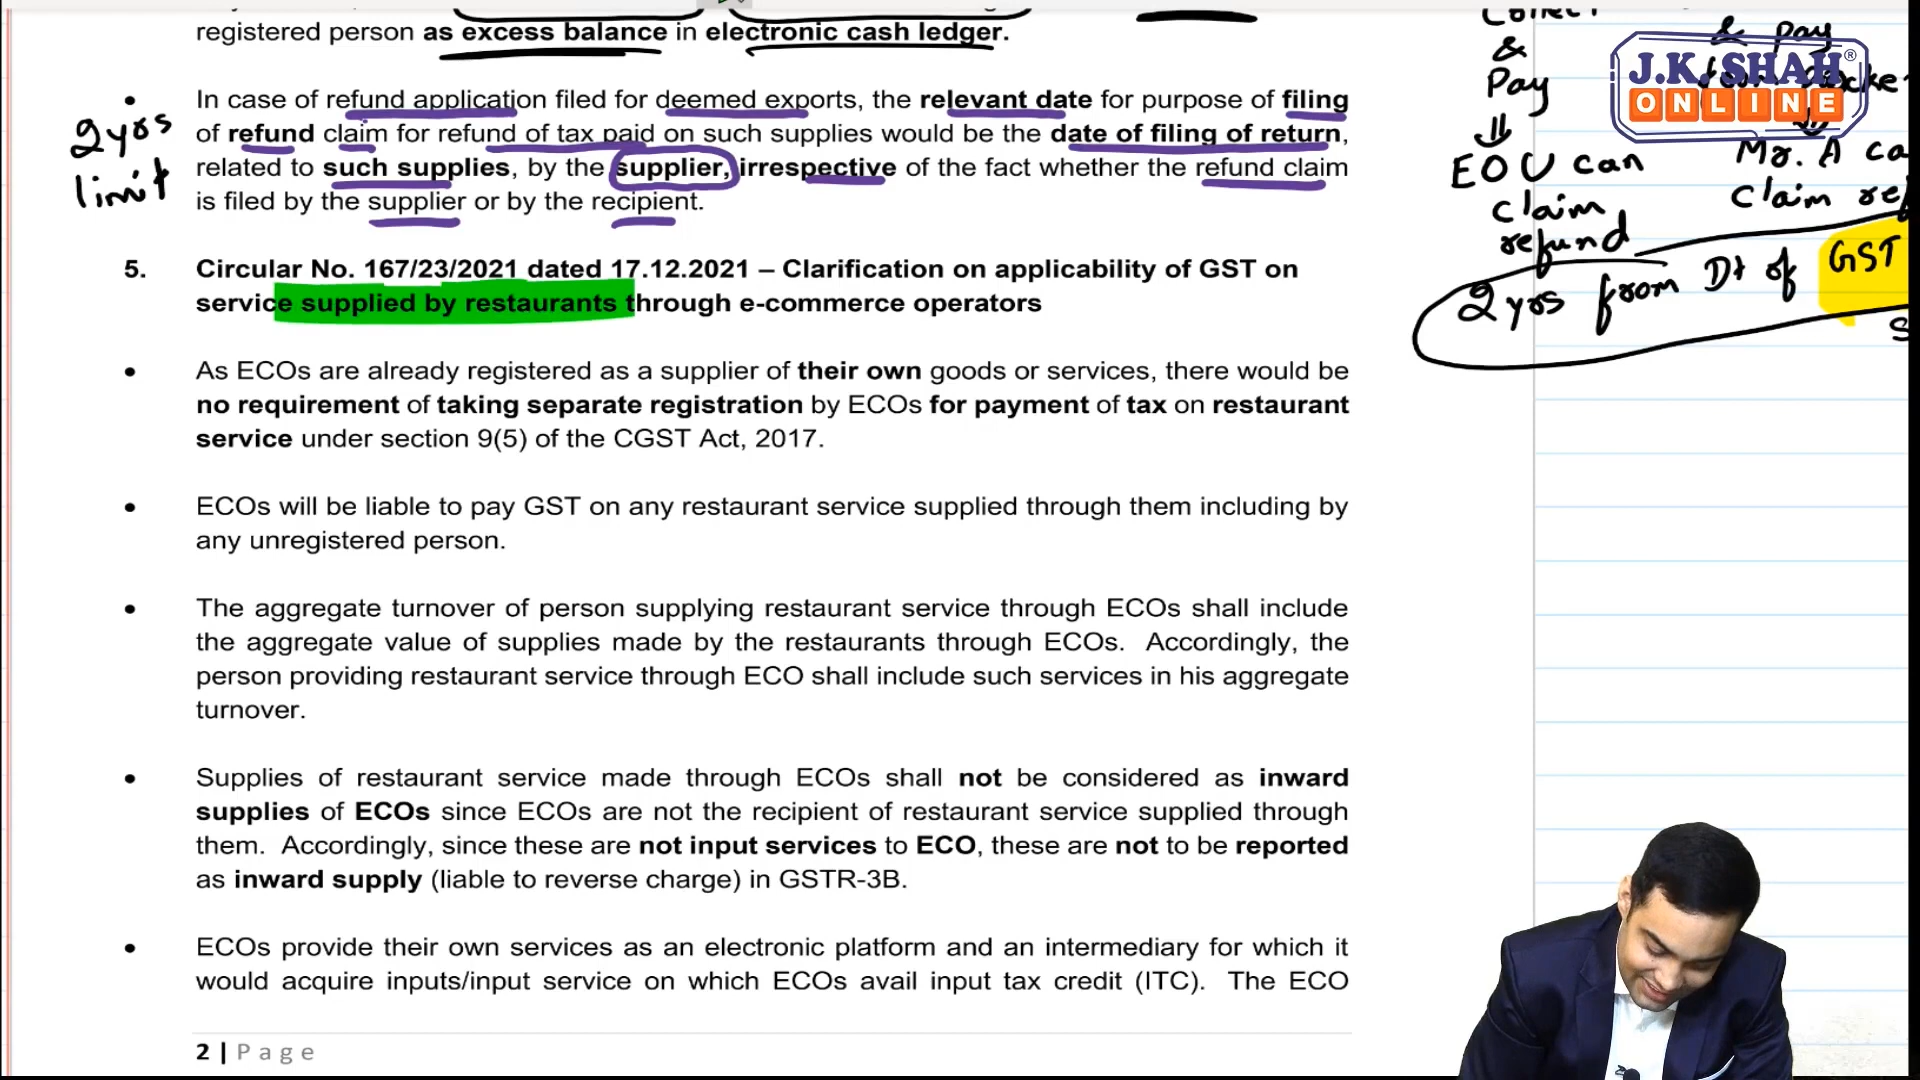 registered person as excess balance in electronic cash ledger.
In case of refund application filed for deemed exports, the relevant date for purpose of filing
of refund claim for refund of tax paid on such supplies would be the date of filing of return,
related to such supplies, by the supplier, irrespective of the fact whether the refund claim
is filed by the supplier or by the recipient.
2yrs
limit
5. Circular No. 167/23/2021 dated 17.12.2021 – Clarification on applicability of GST on
service supplied by restaurants through e-commerce operators
• As ECOs are already registered as a supplier of their own goods or services, there would be
no requirement of taking separate registration by ECOs for payment of tax on restaurant
service under section 9(5) of the CGST Act, 2017.
• ECOs will be liable to pay GST on any restaurant service supplied through them including by
any unregistered person.
• The aggregate turnover of person supplying restaurant service through ECOs shall include
the aggregate value of supplies made by the restaurants through ECOs. Accordingly, the
person providing restaurant service through ECO shall include such services in his aggregate
turnover.
• Supplies of restaurant service made through ECOs shall not be considered as inward
supplies of ECOs since ECOs are not the recipient of restaurant service supplied through
them. Accordingly, since these are not input services to ECO, these are not to be reported
as inward supply (liable to reverse charge) in GSTR-3B.
• ECOs provide their own services as an electronic platform and an intermediary for which it
would acquire inputs/input service on which ECOs avail input tax credit (ITC). The ECO
2 | Page
Collect
&
Pay
EOU can
claim
refund
& pay
Mr. A ca
claim ref
2yrs from Dt of GST
J.K. SHAH®
ONLINE